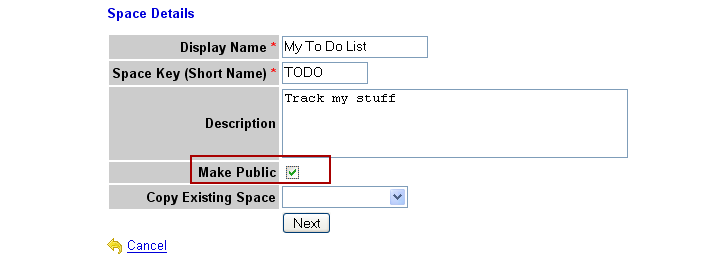 Space Details
Display Name * My To Do List
Space Key (Short Name) * TODO
Description Track my stuff
Make Public
Copy Existing Space
Next
Cancel